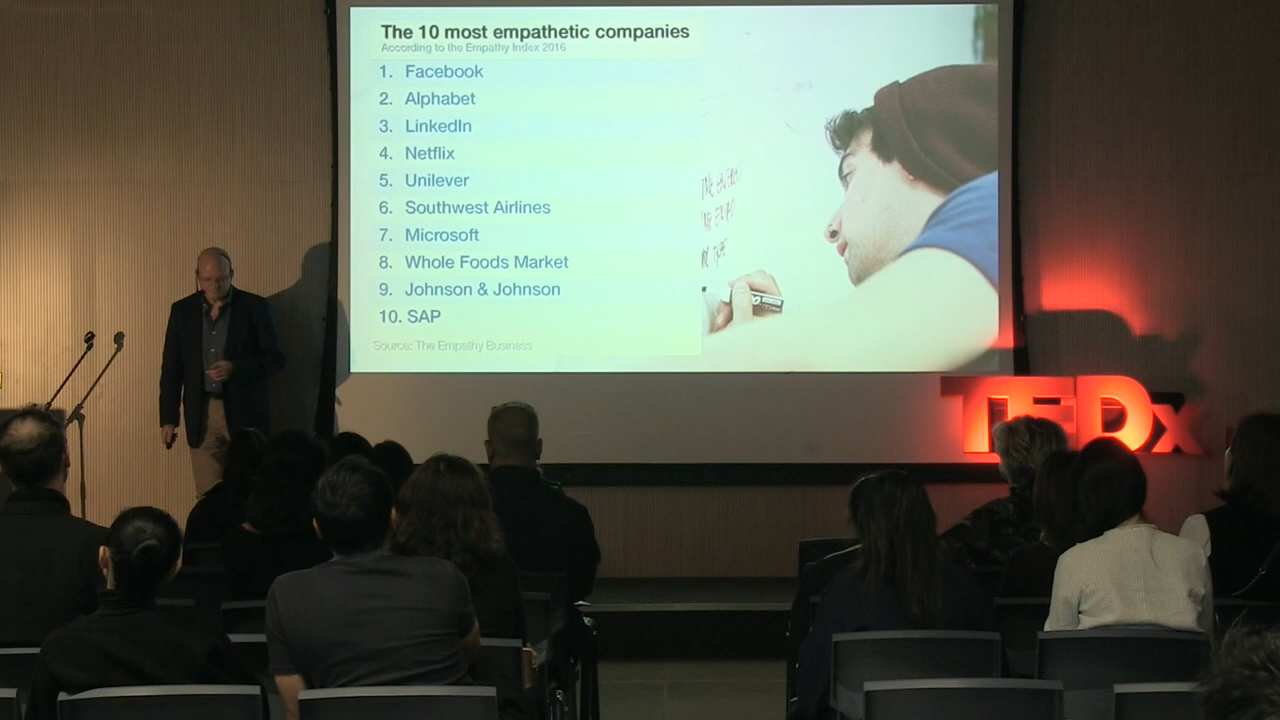 The 10 most empathetic companies
According to the Empathy Index 2016
1. Facebook
2. Alphabet
3. LinkedIn
4. Netflix
5. Unilever
6. Southwest Airlines
7. Microsoft
8. Whole Foods Market
9. Johnson & Johnson
10. SAP
Source: The Empathy Business
TEDx